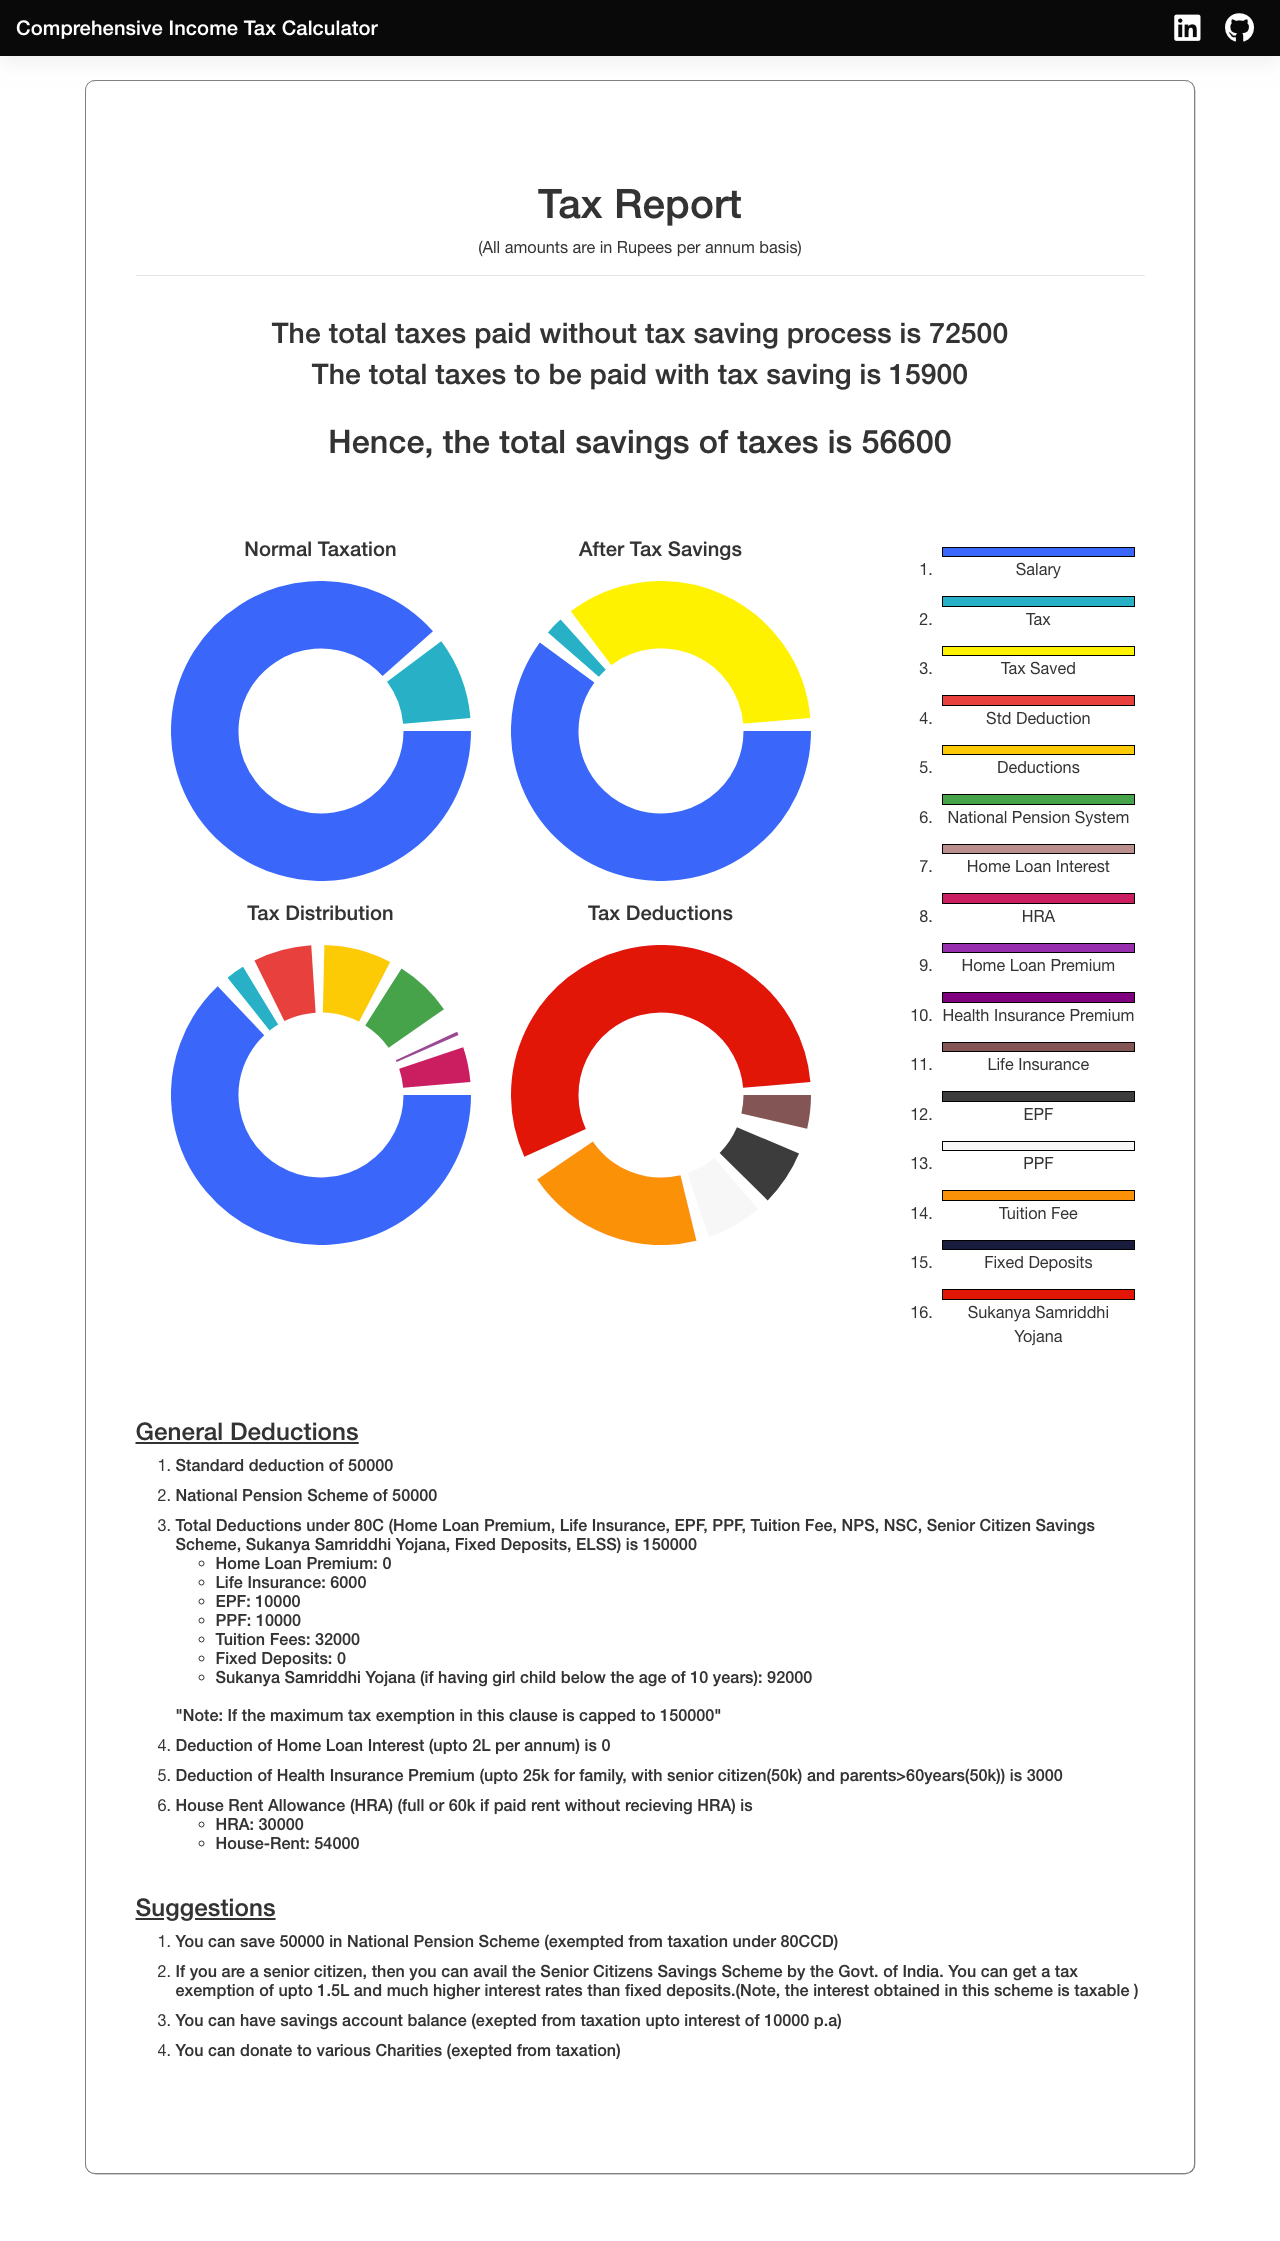 Comprehensive Income Tax Calculator
Tax Report
(All amounts are in Rupees per annum basis)
The total taxes paid without tax saving process is 72500
The total taxes to be paid with tax saving is 15900
Hence, the total savings of taxes is 56600
Normal Taxation
After Tax Savings
Tax Distribution
Tax Deductions
1. Salary
2. Tax
3. Tax Saved
4. Std Deduction
5. Deductions
6. National Pension System
7. Home Loan Interest
8. HRA
9. Home Loan Premium
10. Health Insurance Premium
11. Life Insurance
12. EPF
13. PPF
14. Tuition Fee
15. Fixed Deposits
16. Sukanya Samriddhi
Yojana
General Deductions
1. Standard deduction of 50000
2. National Pension Scheme of 50000
3. Total Deductions under 80C (Home Loan Premium, Life Insurance, EPF, PPF, Tuition Fee, NPS, NSC, Senior Citizen Savings
Scheme, Sukanya Samriddhi Yojana, Fixed Deposits, ELSS) is 150000
◦ Home Loan Premium: 0
◦ Life Insurance: 6000
◦ EPF: 10000
◦ PPF: 10000
◦ Tuition Fees: 32000
◦ Fixed Deposits: 0
◦ Sukanya Samriddhi Yojana (if having girl child below the age of 10 years): 92000
"Note: If the maximum tax exemption in this clause is capped to 150000"
4. Deduction of Home Loan Interest (upto 2L per annum) is 0
5. Deduction of Health Insurance Premium (upto 25k for family, with senior citizen(50k) and parents>60years(50k)) is 3000
6. House Rent Allowance (HRA) (full or 60k if paid rent without recieving HRA) is
◦ HRA: 30000
◦ House-Rent: 54000
Suggestions
1. You can save 50000 in National Pension Scheme (exempted from taxation under 80CCD)
2. If you are a senior citizen, then you can avail the Senior Citizens Savings Scheme by the Govt. of India. You can get a tax
exemption of upto 1.5L and much higher interest rates than fixed deposits.(Note, the interest obtained in this scheme is taxable )
3. You can have savings account balance (exepted from taxation upto interest of 10000 p.a)
4. You can donate to various Charities (exepted from taxation)